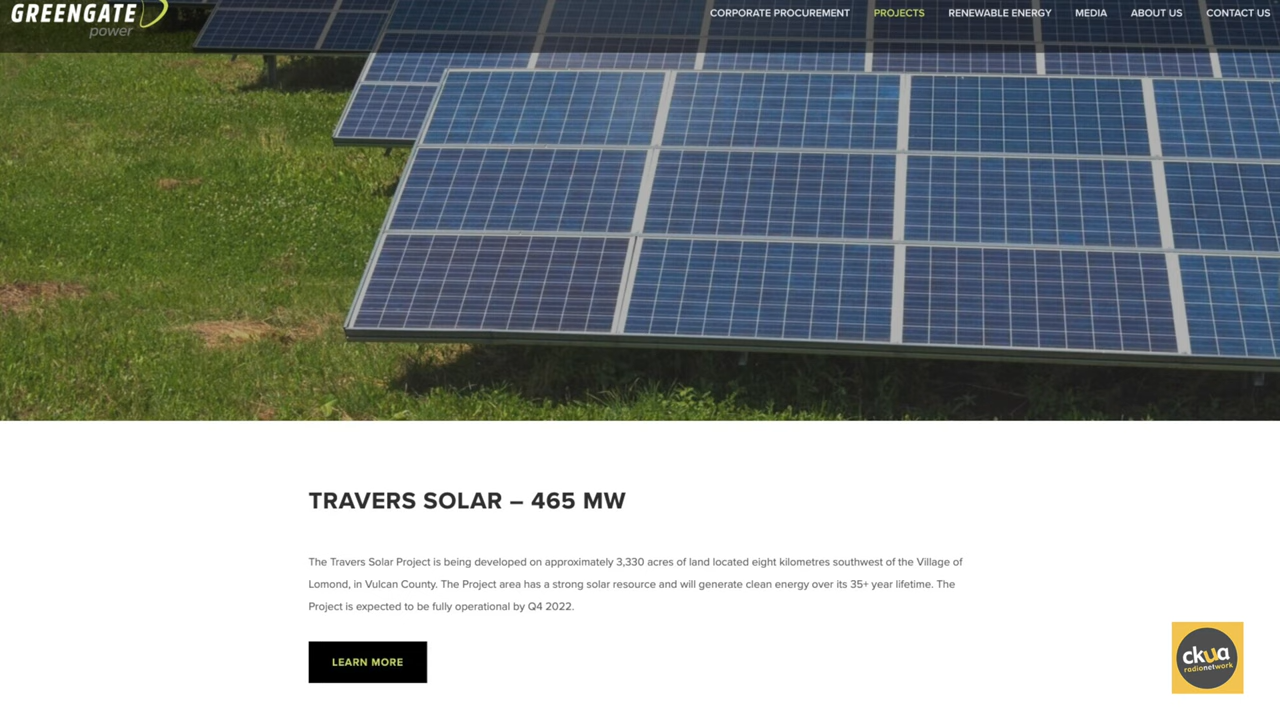 GREENGATE
power
CORPORATE PROCUREMENT PROJECTS RENEWABLE ENERGY MEDIA ABOUT US CONTACT US
TRAVERS SOLAR – 465 MW
The Travers Solar Project is being developed on approximately 3,330 acres of land located eight kilometres southwest of the Village of
Lomond, in Vulcan County. The Project area has a strong solar resource and will generate clean energy over its 35+ year lifetime. The
Project is expected to be fully operational by Q4 2022.
LEARN MORE
ckua
radionetwork